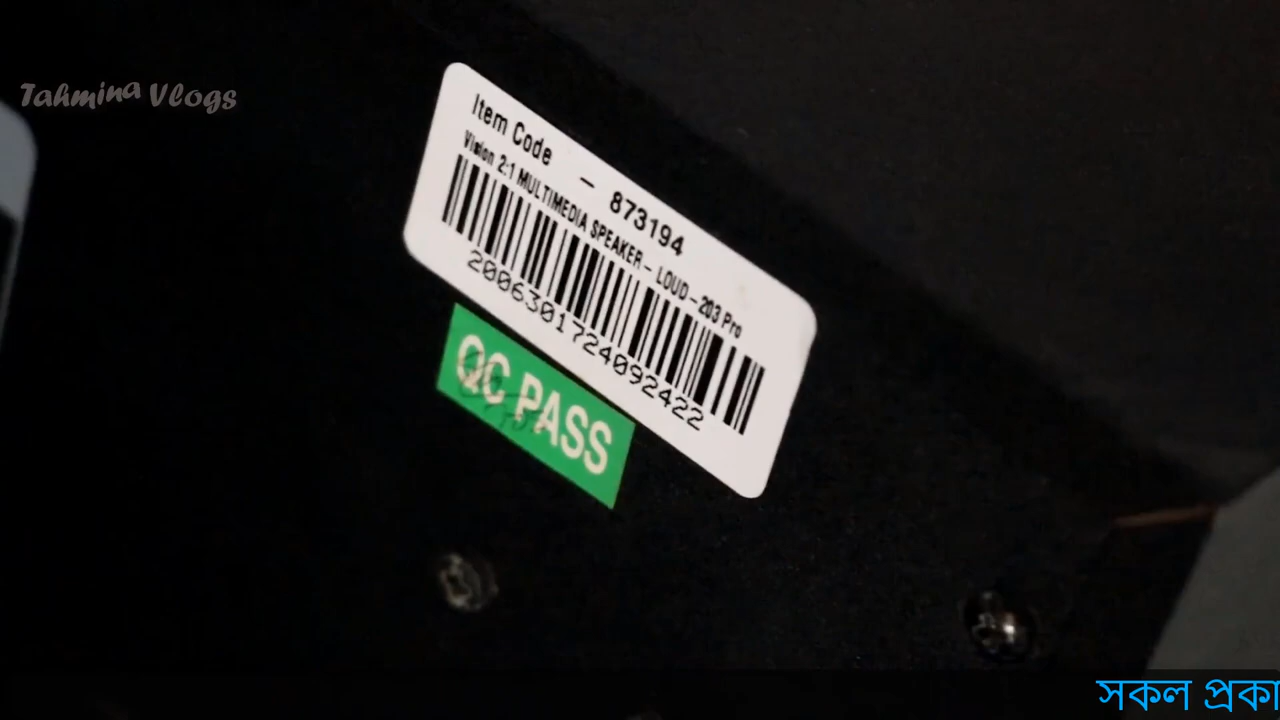 Tahmina Vlogs
Item Code - 873194
Vision 2:1 MULTIMEDIA SPEAKER - LOUD - 203 Pro
2006301724092422
QC PASS
সকল প্রকা